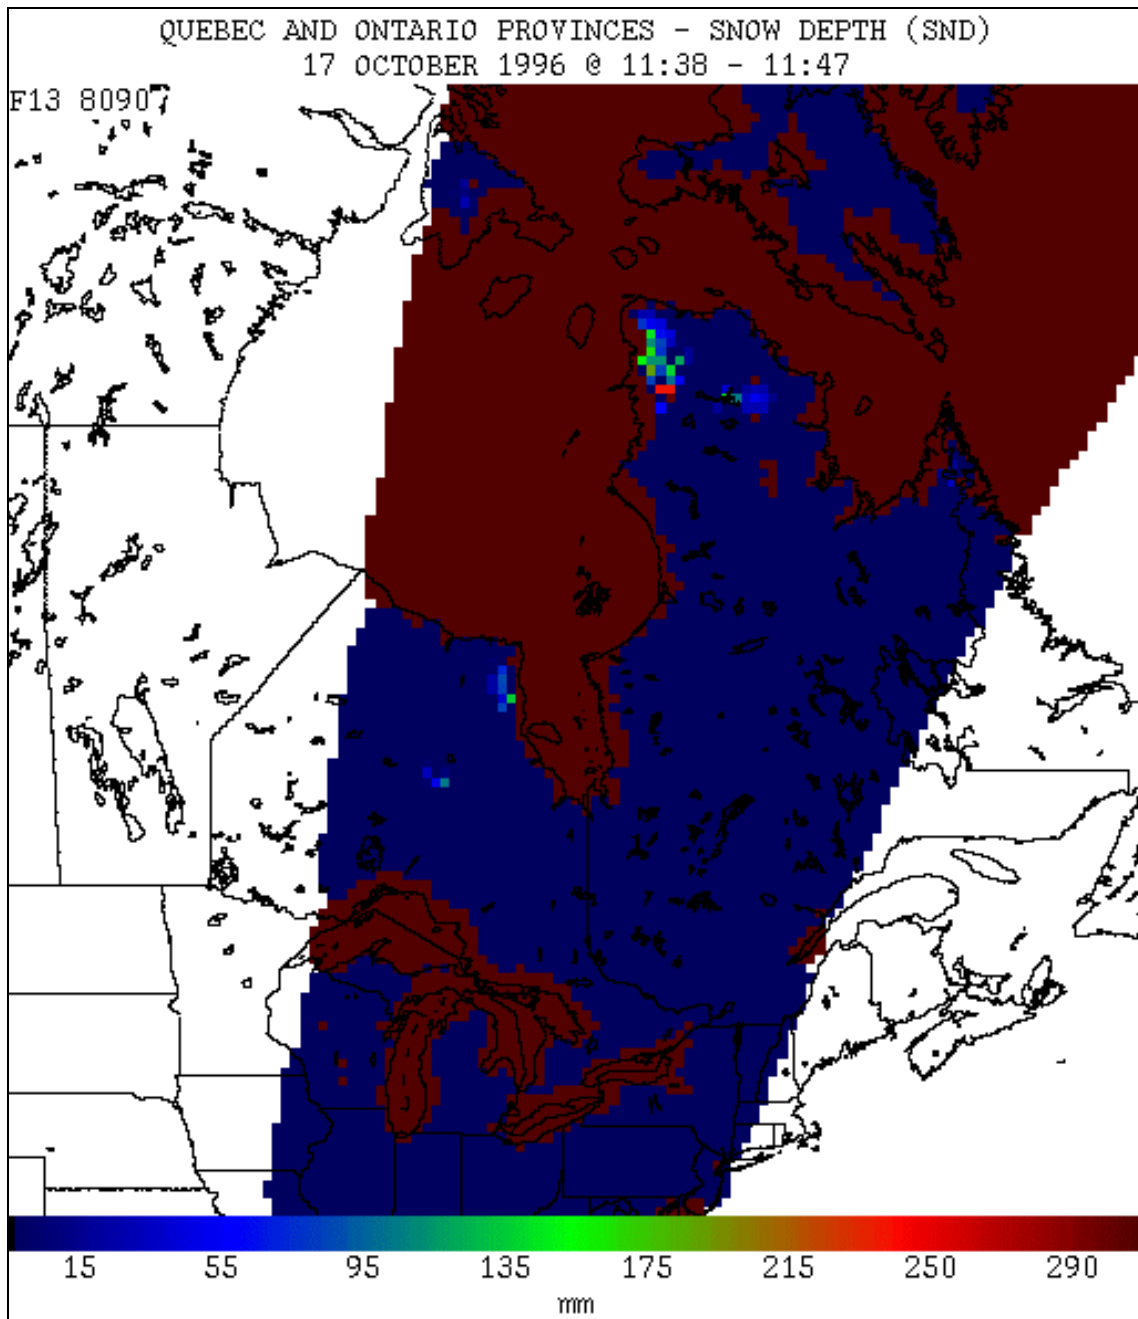 QUEBEC AND ONTARIO PROVINCES - SNOW DEPTH (SND)
17 OCTOBER 1996 @ 11:38 - 11:47
F13 80907
15 55 95 135 175 215 250 290
mm